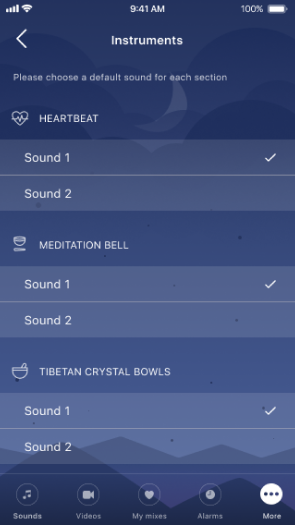 9:41 AM
100%
Instruments
Please choose a default sound for each section
HEARTBEAT
Sound 1
Sound 2
MEDITATION BELL
Sound 1
Sound 2
TIBETAN CRYSTAL BOWLS
Sound 1
Sound 2
Sounds Videos My mixes Alarms More